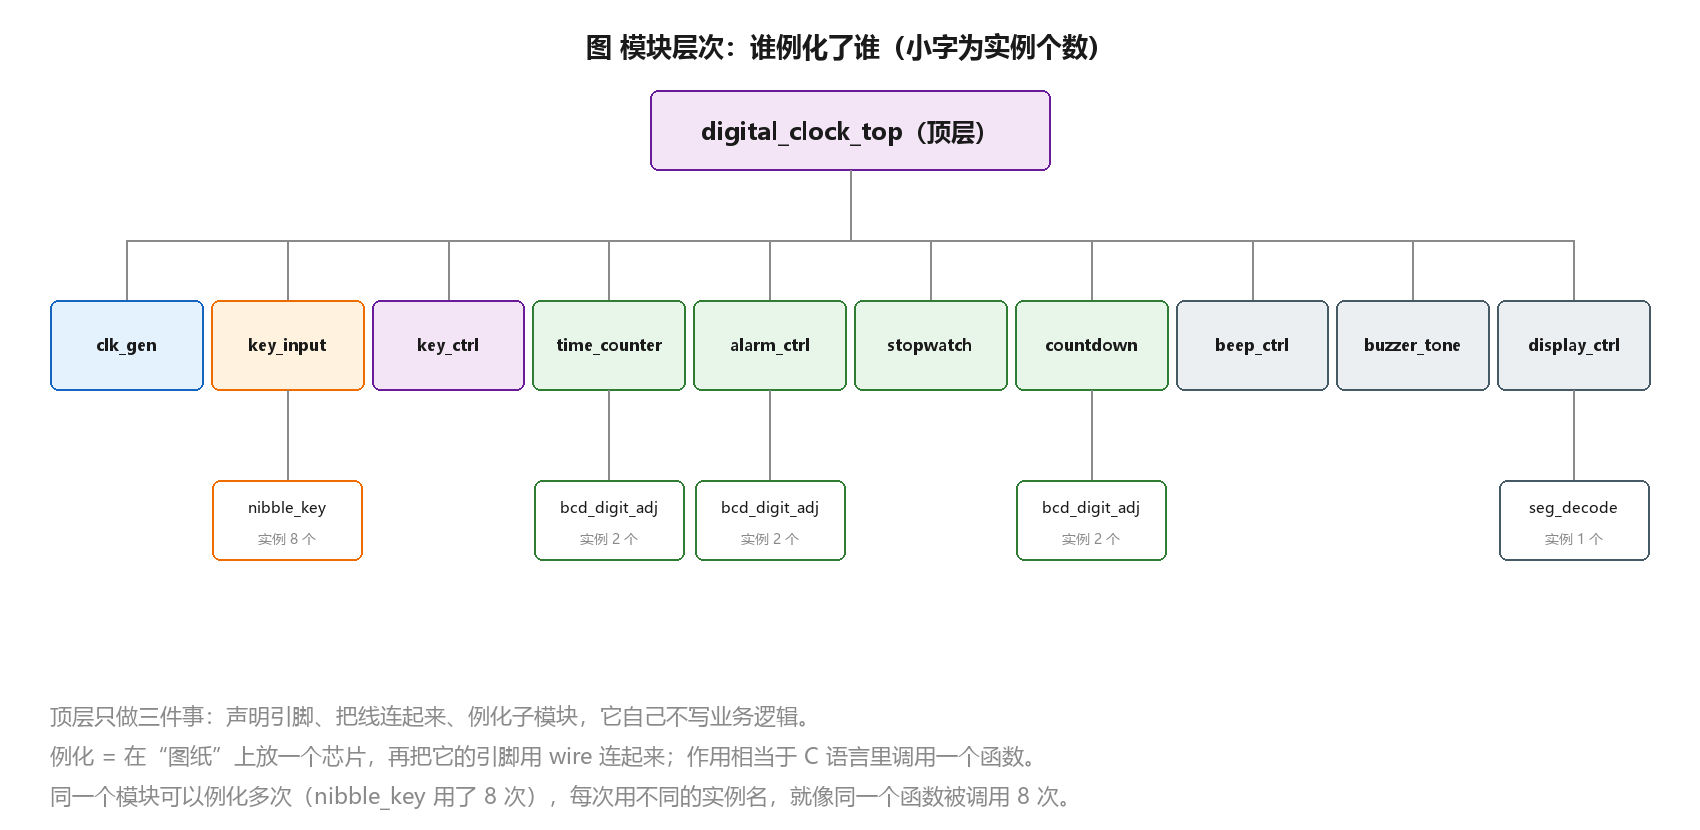 图 模块层次：谁例化了谁（小字为实例个数）
digital_clock_top（顶层）
clk_gen
key_input
key_ctrl
time_counter
alarm_ctrl
stopwatch
countdown
beep_ctrl
buzzer_tone
display_ctrl
nibble_key
实例 8 个
bcd_digit_adj
实例 2 个
bcd_digit_adj
实例 2 个
bcd_digit_adj
实例 2 个
seg_decode
实例 1 个
顶层只做三件事：声明引脚、把线连起来、例化子模块，它自己不写业务逻辑。
例化 = 在“图纸”上放一个芯片，再把它的引脚用 wire 连起来；作用相当于 C 语言里调用一个函数。
同一个模块可以例化多次（nibble_key 用了 8 次），每次用不同的实例名，就像同一个函数被调用 8 次。